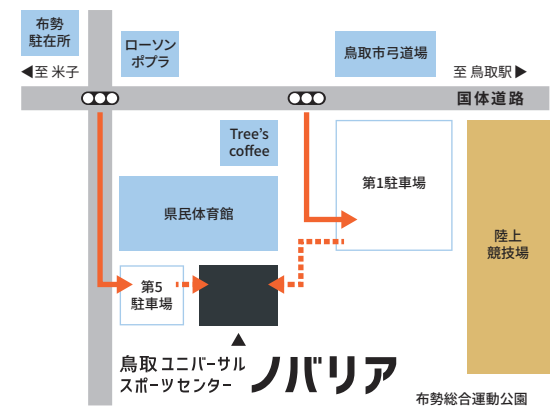 布勢
駐在所
ローソン
ポプラ
鳥取市弓道場
◀至 米子
至 鳥取駅▶
国体道路
Tree's
coffee
第1駐車場
県民体育館
陸上
競技場
第5
駐車場
鳥取ユニバーサル
スポーツセンター
ノバリア
布勢総合運動公園